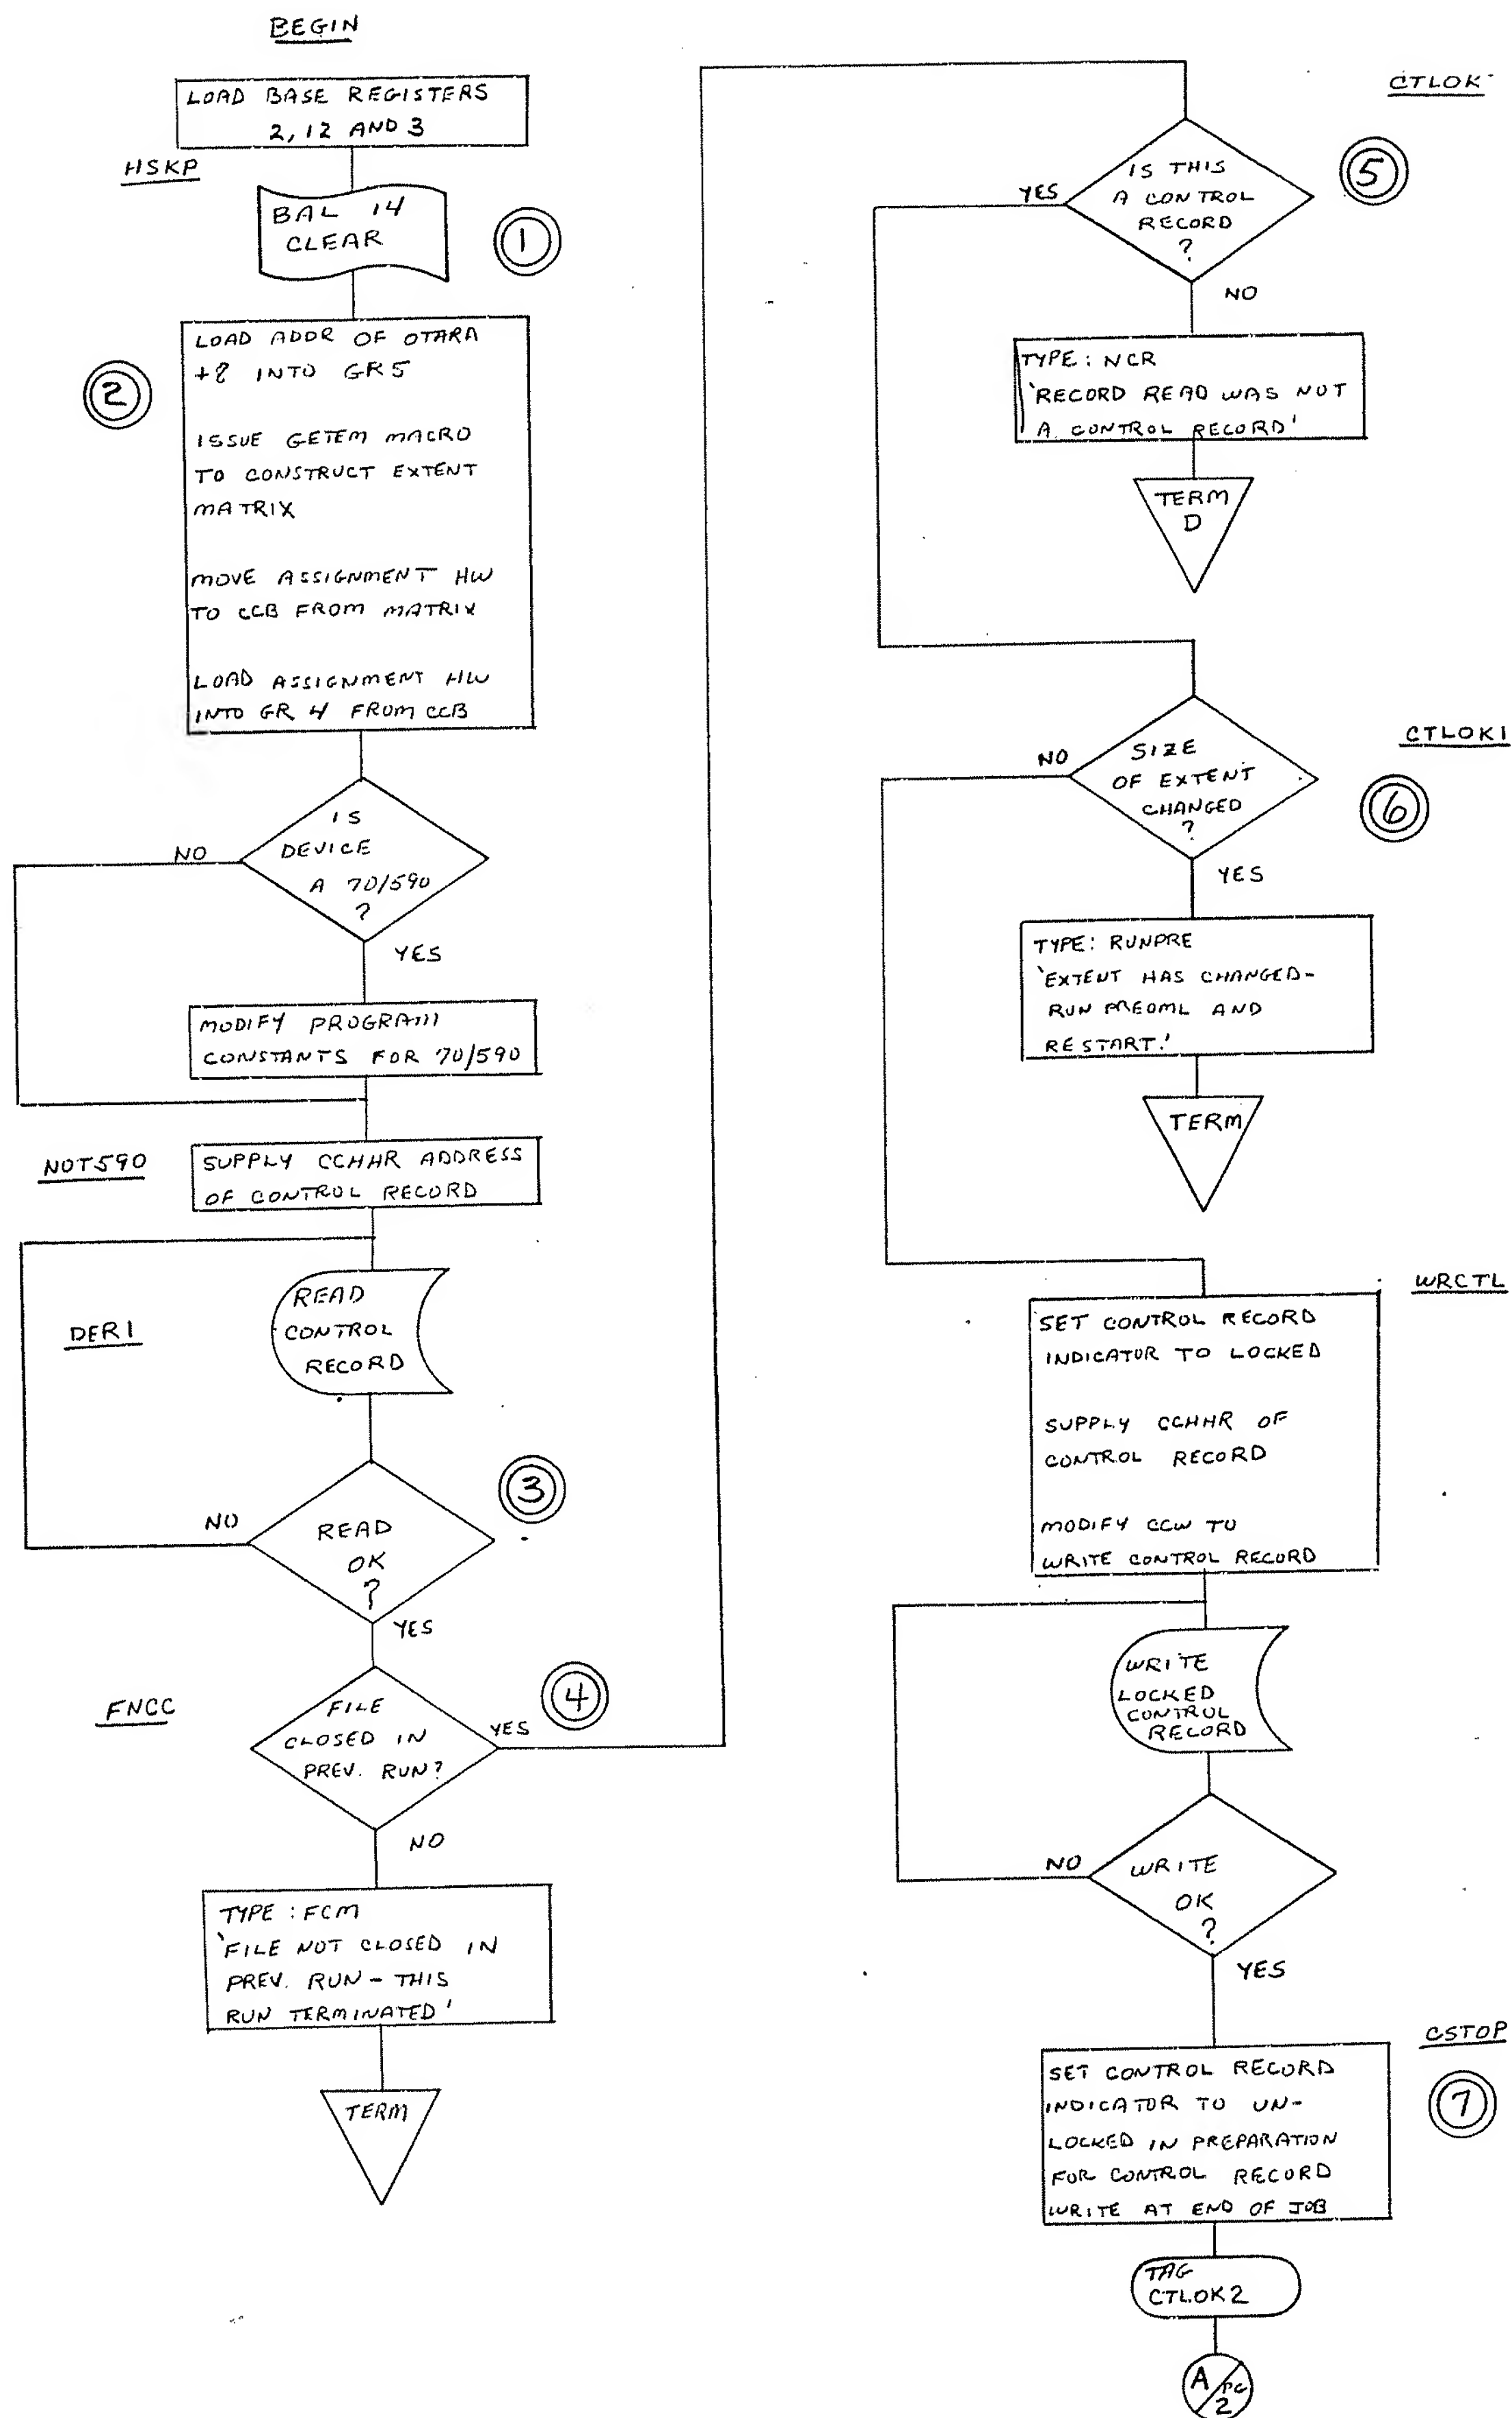 BEGIN
LOAD BASE REGISTERS
2, 12 AND 3
HSKP
BAL 14
CLEAR
1
2
LOAD ADDR OF OTARA
+8 INTO GR5
ISSUE GETEM MACRO
TO CONSTRUCT EXTENT
MATRIX
MOVE ASSIGNMENT HW
TO CCB FROM MATRIX
LOAD ASSIGNMENT HW
INTO GR 4 FROM CCB
IS
DEVICE
A 70/590
?
NO
YES
MODIFY PROGRAM
CONSTANTS FOR 70/590
NOT590
SUPPLY CCHHR ADDRESS
OF CONTROL RECORD
DER1
READ
CONTROL
RECORD
3
NO
READ
OK
?
YES
FNCC
4
FILE
CLOSED IN
PREV. RUN?
YES
NO
TYPE : FCM
'FILE NOT CLOSED IN
PREV. RUN - THIS
RUN TERMINATED'
TERM
CTLOK
5
IS THIS
A CONTROL
RECORD
?
YES
NO
TYPE: NCR
'RECORD READ WAS NOT
A CONTROL RECORD'
TERM
D
CTLOK1
6
SIZE
OF EXTENT
CHANGED
?
NO
YES
TYPE: RUNPRE
'EXTENT HAS CHANGED-
RUN PREOML AND
RESTART.'
TERM
WRCTL
SET CONTROL RECORD
INDICATOR TO LOCKED
SUPPLY CCHHR OF
CONTROL RECORD
MODIFY CCW TO
WRITE CONTROL RECORD
WRITE
LOCKED
CONTROL
RECORD
NO
WRITE
OK
?
YES
CSTOP
7
SET CONTROL RECORD
INDICATOR TO UN-
LOCKED IN PREPARATION
FOR CONTROL RECORD
WRITE AT END OF JOB
TAG
CTLOK2
A/PG
2